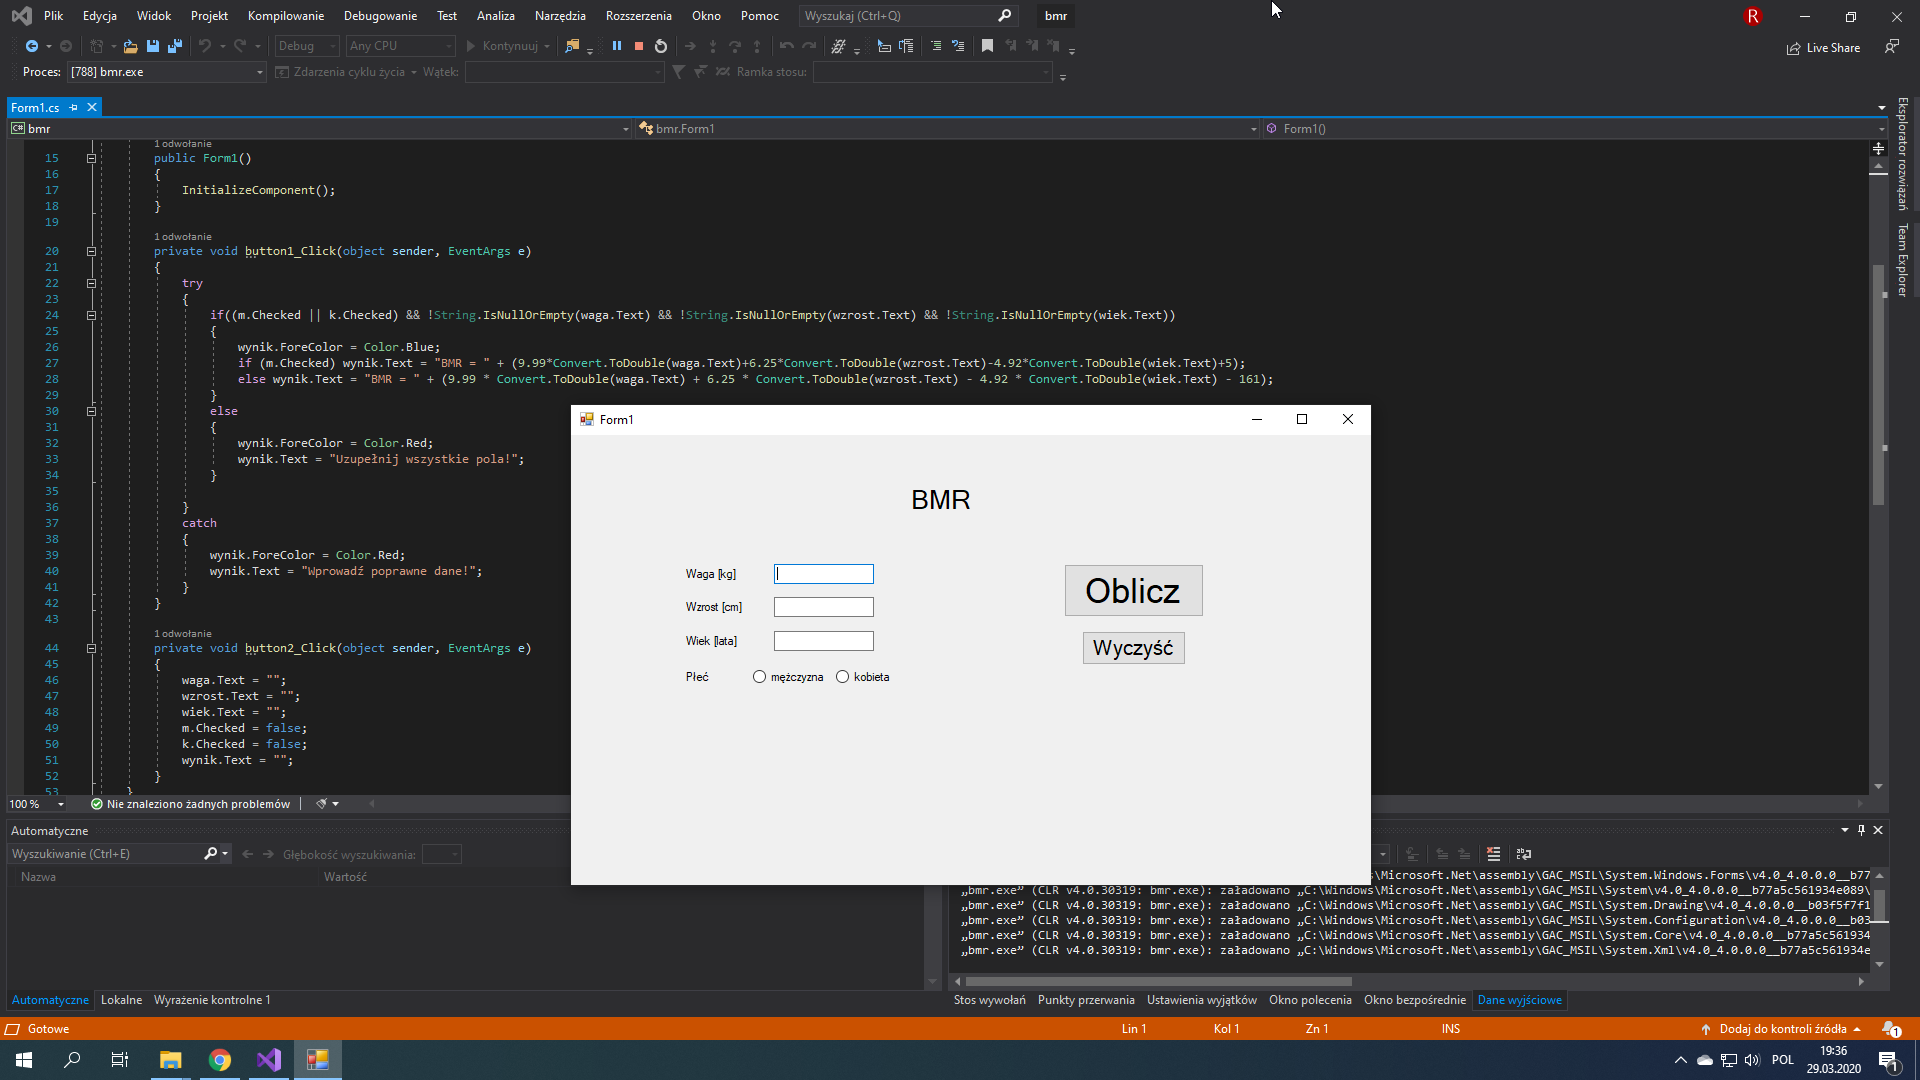 Plik Edycja Widok Projekt Kompilowanie Debugowanie Test Analiza Narzędzia Rozszerzenia Okno Pomoc Wyszukaj (Ctrl+Q) bmr R
Debug Any CPU Kontynuuj Live Share
Proces: [788] bmr.exe Zdarzenia cyklu życia Wątek: Ramka stosu:
Form1.cs
C# bmr bmr.Form1 Form1()
Eksplorator rozwiązań
Team Explorer
1 odwołanie
15 public Form1()
16 {
17 InitializeComponent();
18 }
19
1 odwołanie
20 private void button1_Click(object sender, EventArgs e)
21 {
22 try
23 {
24 if((m.Checked || k.Checked) && !String.IsNullOrEmpty(waga.Text) && !String.IsNullOrEmpty(wzrost.Text) && !String.IsNullOrEmpty(wiek.Text))
25 {
26 wynik.ForeColor = Color.Blue;
27 if (m.Checked) wynik.Text = "BMR = " + (9.99*Convert.ToDouble(waga.Text)+6.25*Convert.ToDouble(wzrost.Text)-4.92*Convert.ToDouble(wiek.Text)+5);
28 else wynik.Text = "BMR = " + (9.99 * Convert.ToDouble(waga.Text) + 6.25 * Convert.ToDouble(wzrost.Text) - 4.92 * Convert.ToDouble(wiek.Text) - 161);
29 }
30 else
31 {
32 wynik.ForeColor = Color.Red;
33 wynik.Text = "Uzupełnij wszystkie pola!";
34 }
35
36 }
37 catch
38 {
39 wynik.ForeColor = Color.Red;
40 wynik.Text = "Wprowadź poprawne dane!";
41 }
42 }
43
1 odwołanie
44 private void button2_Click(object sender, EventArgs e)
45 {
46 waga.Text = "";
47 wzrost.Text = "";
48 wiek.Text = "";
49 m.Checked = false;
50 k.Checked = false;
51 wynik.Text = "";
52 }
53 }
Form1
BMR
Waga [kg]
Wzrost [cm]
Wiek [lata]
Płeć mężczyzna kobieta
Oblicz
Wyczyść
100 % Nie znaleziono żadnych problemów
Automatyczne
Wyszukiwanie (Ctrl+E) Głębokość wyszukiwania:
Nazwa Wartość
\Microsoft.Net\assembly\GAC_MSIL\System.Windows.Forms\v4.0_4.0.0.0__b77
„bmr.exe” (CLR v4.0.30319: bmr.exe): załadowano „C:\Windows\Microsoft.Net\assembly\GAC_MSIL\System\v4.0_4.0.0.0__b77a5c561934e089\
„bmr.exe” (CLR v4.0.30319: bmr.exe): załadowano „C:\Windows\Microsoft.Net\assembly\GAC_MSIL\System.Drawing\v4.0_4.0.0.0__b03f5f7f1
„bmr.exe” (CLR v4.0.30319: bmr.exe): załadowano „C:\Windows\Microsoft.Net\assembly\GAC_MSIL\System.Configuration\v4.0_4.0.0.0__b03
„bmr.exe” (CLR v4.0.30319: bmr.exe): załadowano „C:\Windows\Microsoft.Net\assembly\GAC_MSIL\System.Core\v4.0_4.0.0.0__b77a5c561934
„bmr.exe” (CLR v4.0.30319: bmr.exe): załadowano „C:\Windows\Microsoft.Net\assembly\GAC_MSIL\System.Xml\v4.0_4.0.0.0__b77a5c561934e
Automatyczne Lokalne Wyrażenie kontrolne 1
Stos wywołań Punkty przerwania Ustawienia wyjątków Okno polecenia Okno bezpośrednie Dane wyjściowe
Gotowe Lin 1 Kol 1 Zn 1 INS Dodaj do kontroli źródła 1
POL 19:36
29.03.2020 1